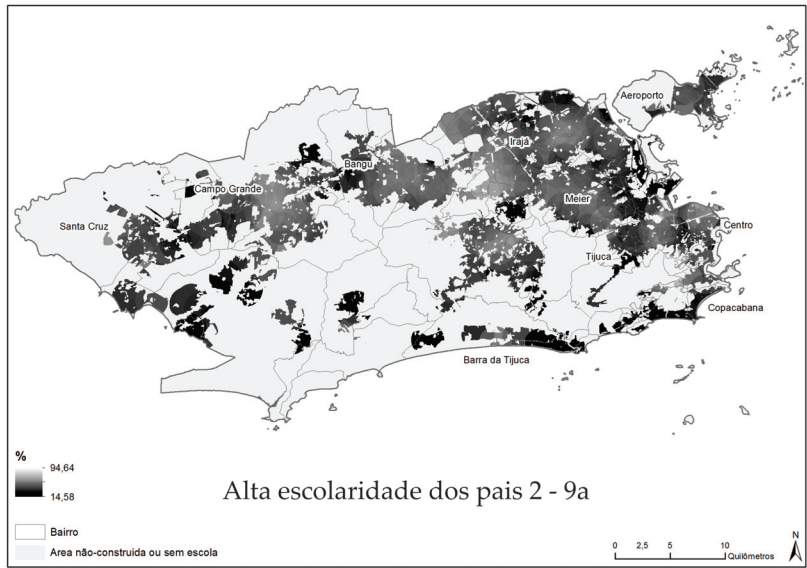 Aeroporto
Irajá
Bangu
Campo Grande
Meier
Santa Cruz
Centro
Tijuca
Copacabana
Barra da Tijuca
%
94,64
14,58
Alta escolaridade dos pais 2 - 9a
Bairro
Area não-construida ou sem escola
N
0 2,5 5 10
Quilômetros